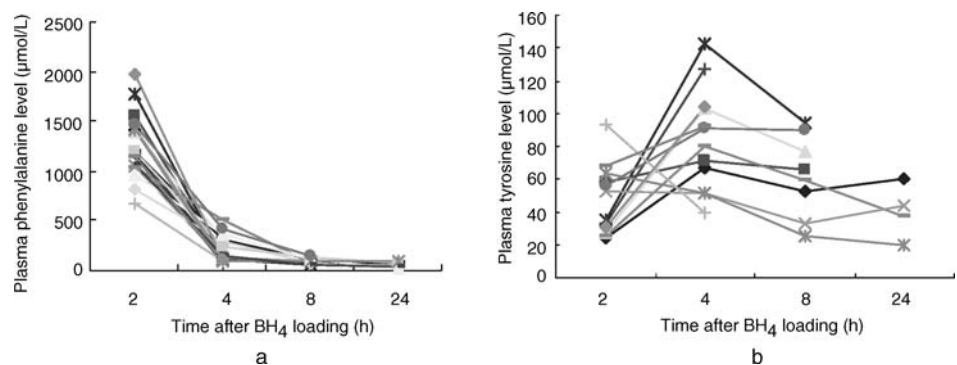 Plasma phenylalanine level (μmol/L)
2500
2000
1500
1000
500
0
2 4 8 24
Time after BH4 loading (h)
a
Plasma tyrosine level (μmol/L)
160
140
120
100
80
60
40
20
0
2 4 8 24
Time after BH4 loading (h)
b